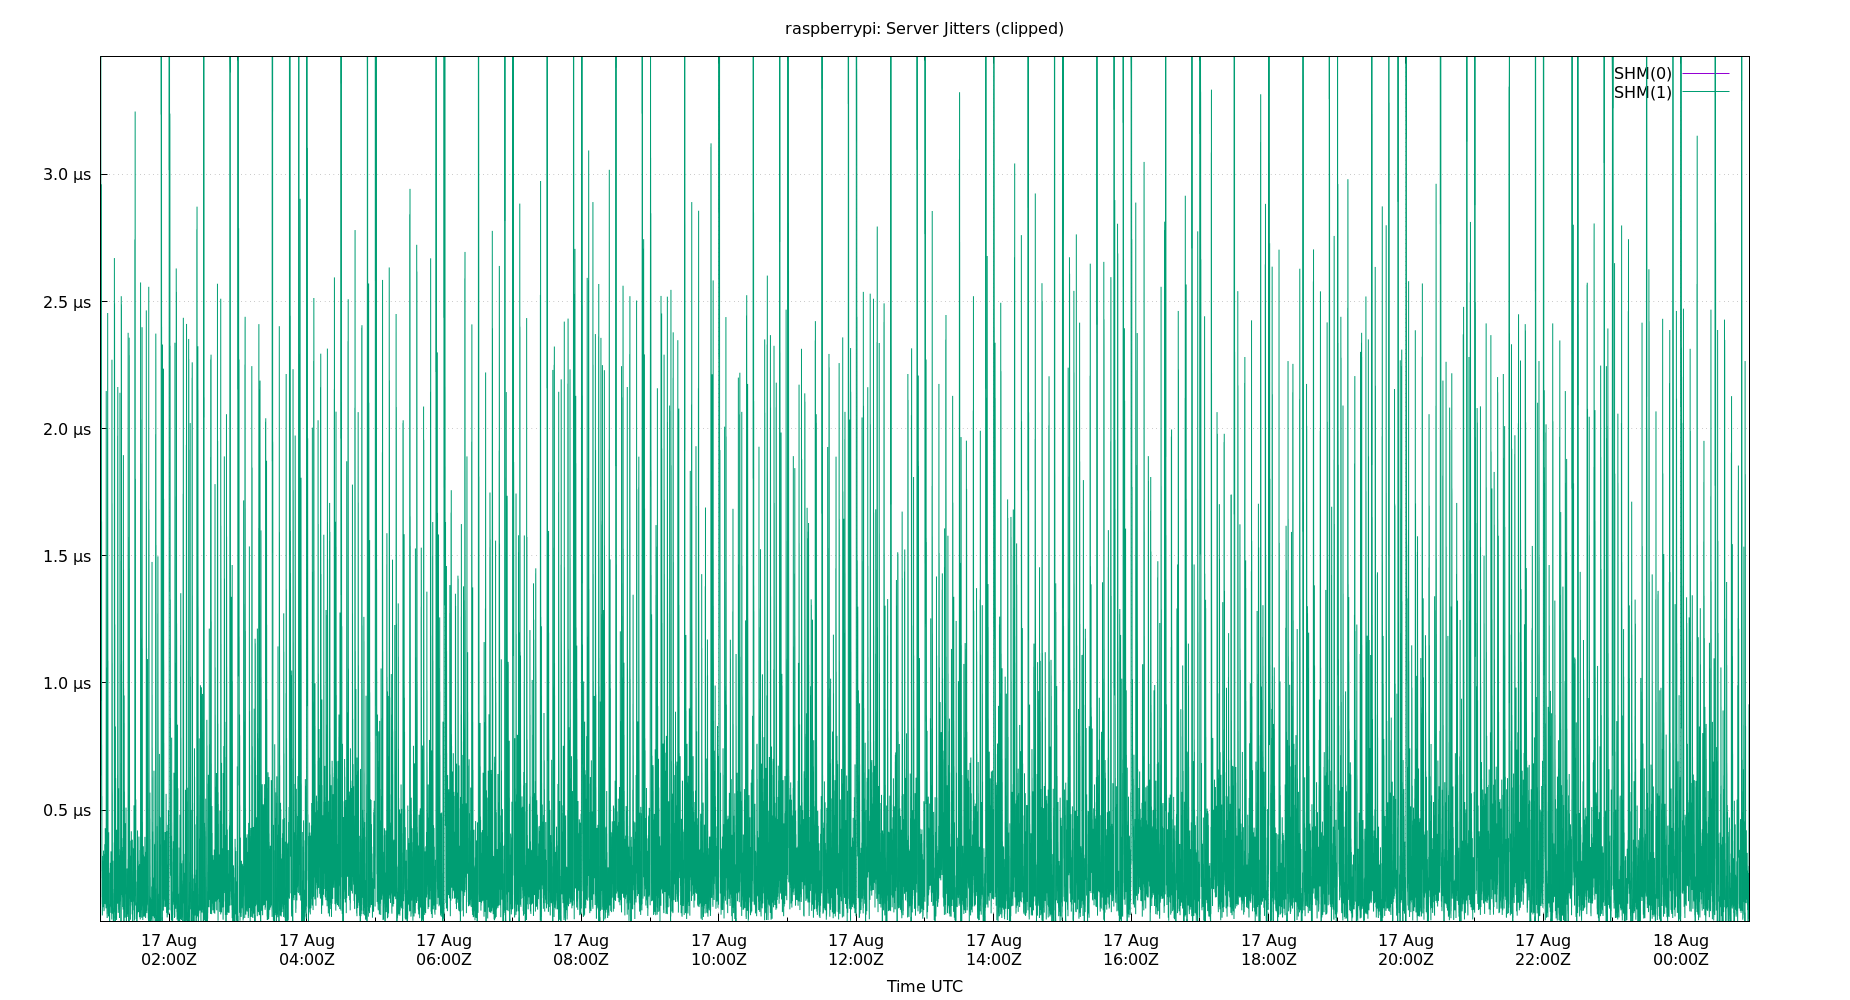 raspberrypi: Server Jitters (clipped)
SHM(0)
SHM(1)
3.0 µs
2.5 µs
2.0 µs
1.5 µs
1.0 µs
0.5 µs
17 Aug 17 Aug 17 Aug 17 Aug 17 Aug 17 Aug 17 Aug 17 Aug 17 Aug 17 Aug 17 Aug 18 Aug
02:00Z 04:00Z 06:00Z 08:00Z 10:00Z 12:00Z 14:00Z 16:00Z 18:00Z 20:00Z 22:00Z 00:00Z
Time UTC